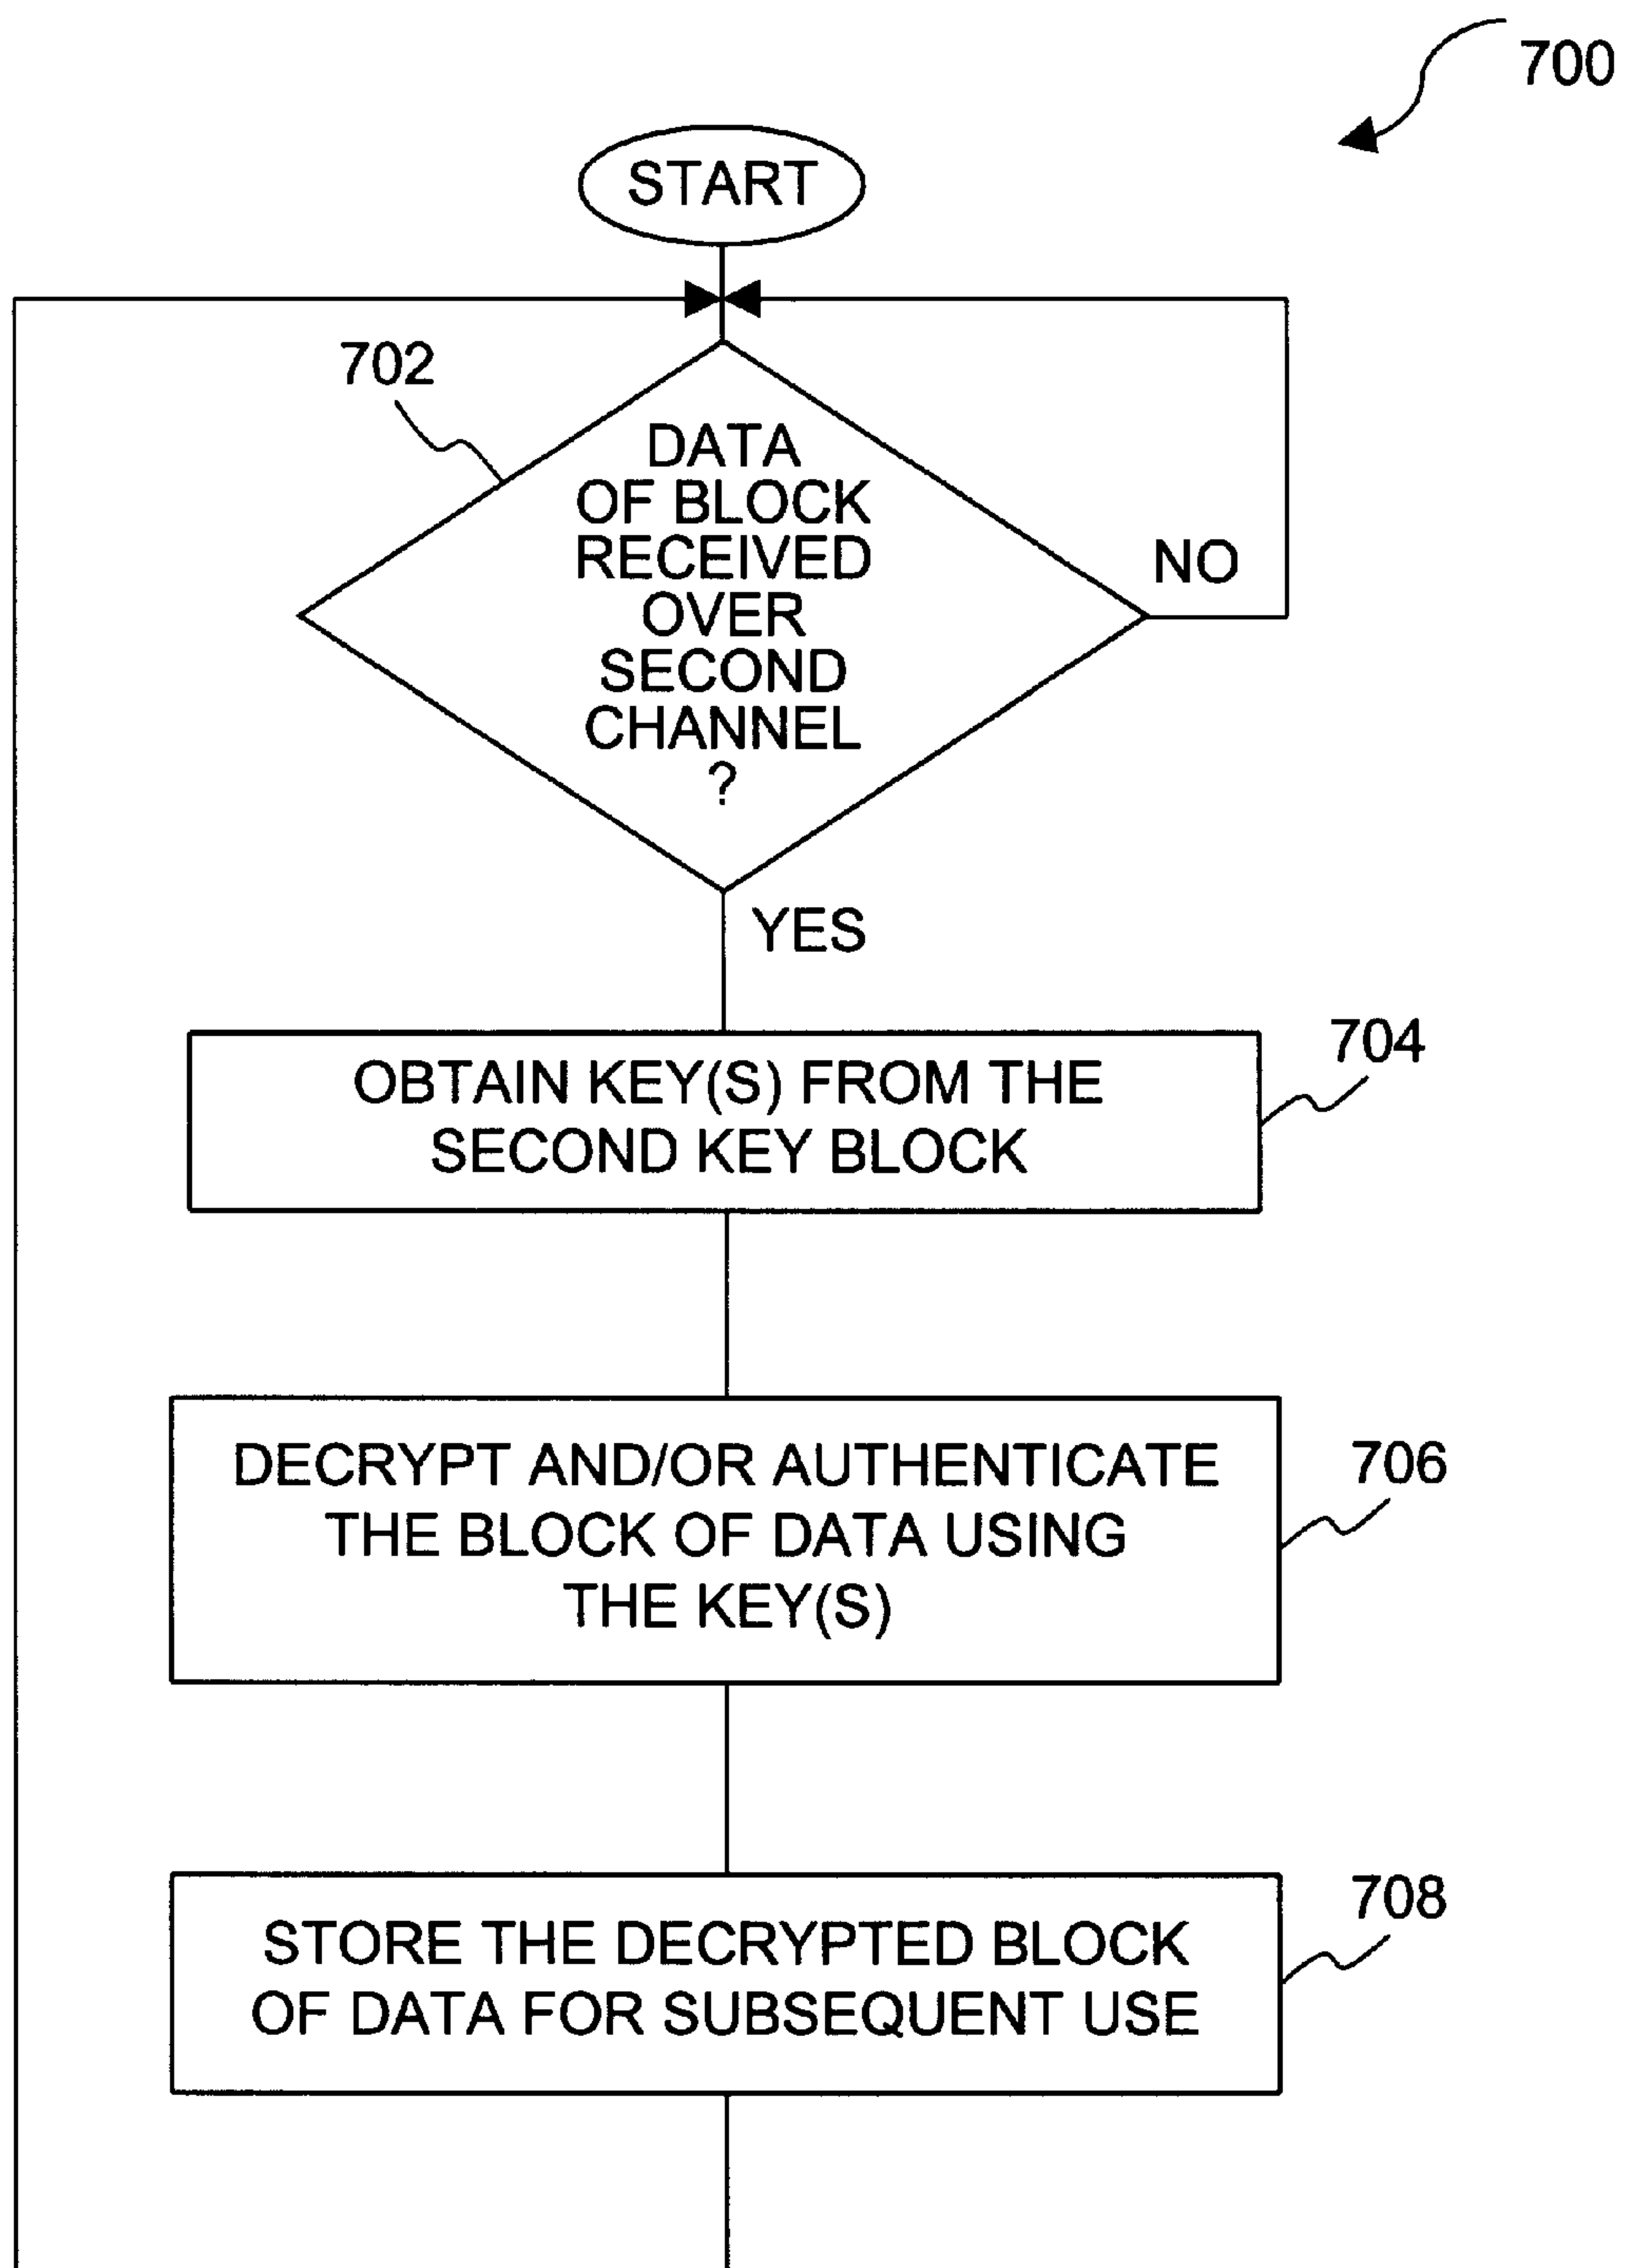 700
START
702
DATA
OF BLOCK
RECEIVED
OVER
SECOND
CHANNEL
?
NO
YES
704
OBTAIN KEY(S) FROM THE
SECOND KEY BLOCK
706
DECRYPT AND/OR AUTHENTICATE
THE BLOCK OF DATA USING
THE KEY(S)
708
STORE THE DECRYPTED BLOCK
OF DATA FOR SUBSEQUENT USE